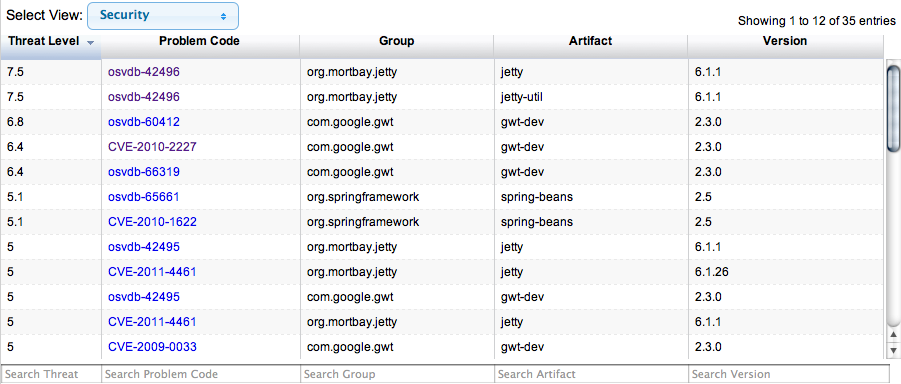 Select View: Security
Showing 1 to 12 of 35 entries
Threat Level Problem Code Group Artifact Version
7.5 osvdb-42496 org.mortbay.jetty jetty 6.1.1
7.5 osvdb-42496 org.mortbay.jetty jetty-util 6.1.1
6.8 osvdb-60412 com.google.gwt gwt-dev 2.3.0
6.4 CVE-2010-2227 com.google.gwt gwt-dev 2.3.0
6.4 osvdb-66319 com.google.gwt gwt-dev 2.3.0
5.1 osvdb-65661 org.springframework spring-beans 2.5
5.1 CVE-2010-1622 org.springframework spring-beans 2.5
5 osvdb-42495 org.mortbay.jetty jetty 6.1.1
5 CVE-2011-4461 org.mortbay.jetty jetty 6.1.26
5 osvdb-42495 com.google.gwt gwt-dev 2.3.0
5 CVE-2011-4461 org.mortbay.jetty jetty 6.1.1
5 CVE-2009-0033 com.google.gwt gwt-dev 2.3.0
Search Threat Search Problem Code Search Group Search Artifact Search Version